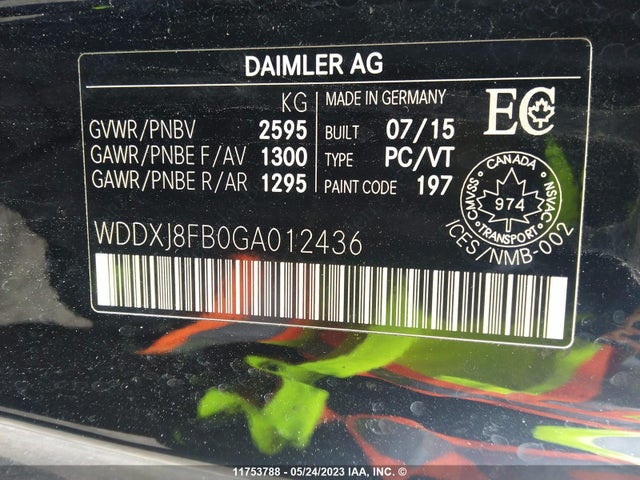 DAIMLER AG
KG
GVWR/PNBV 2595
GAWR/PNBE F/AV 1300
GAWR/PNBE R/AR 1295
MADE IN GERMANY
BUILT 07/15
TYPE PC/VT
PAINT CODE 197
EC
CANADA
CMVSS NSVAC
974
TRANSPORT
ICES/NMB-002
WDDXJ8FB0GA012436
11753788 - 05/24/2023 IAA, INC. ©